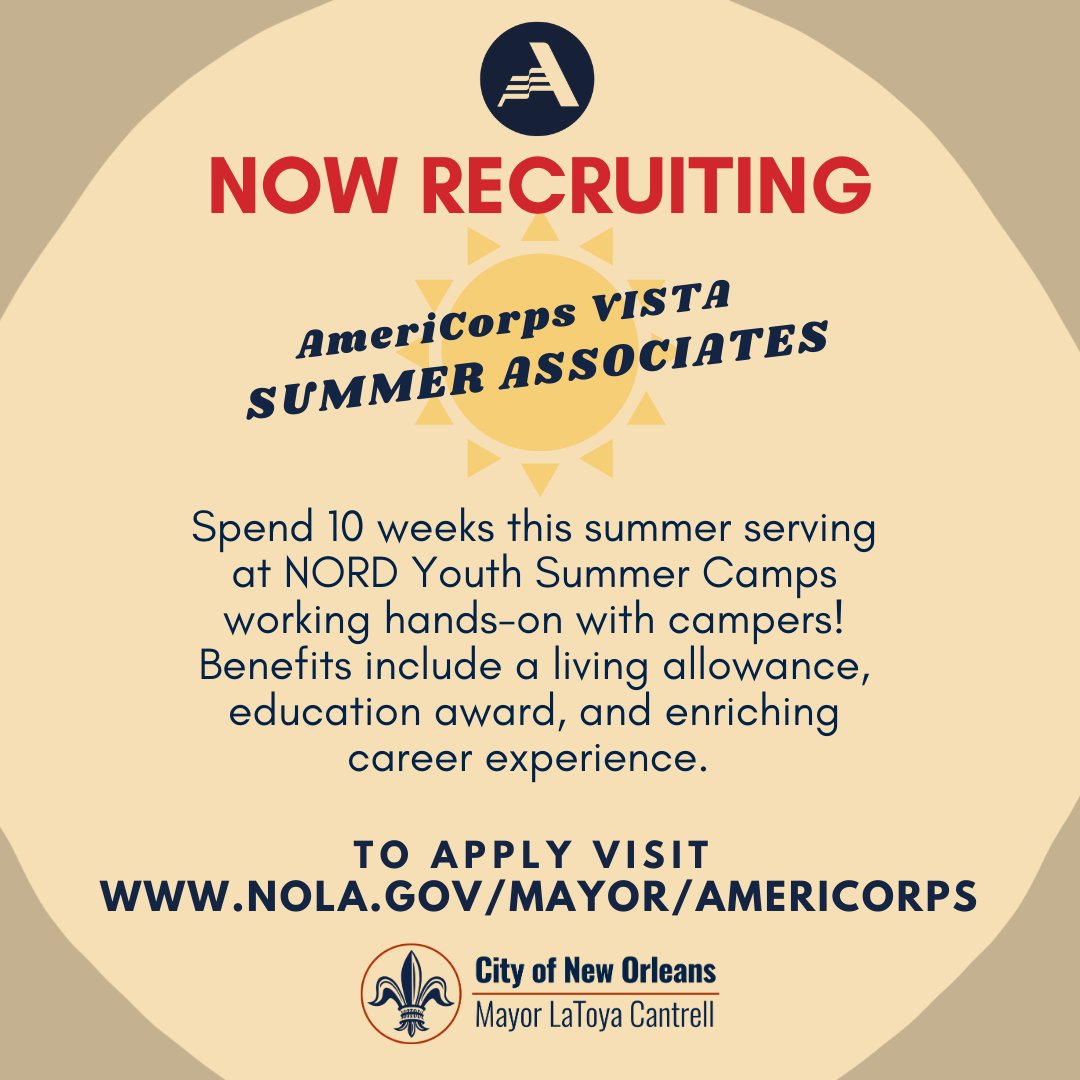 NOW RECRUITING
AmeriCorps VISTA
SUMMER ASSOCIATES
Spend 10 weeks this summer serving
at NORD Youth Summer Camps
working hands-on with campers!
Benefits include a living allowance,
education award, and enriching
career experience.
TO APPLY VISIT
WWW.NOLA.GOV/MAYOR/AMERICORPS
City of New Orleans
Mayor LaToya Cantrell